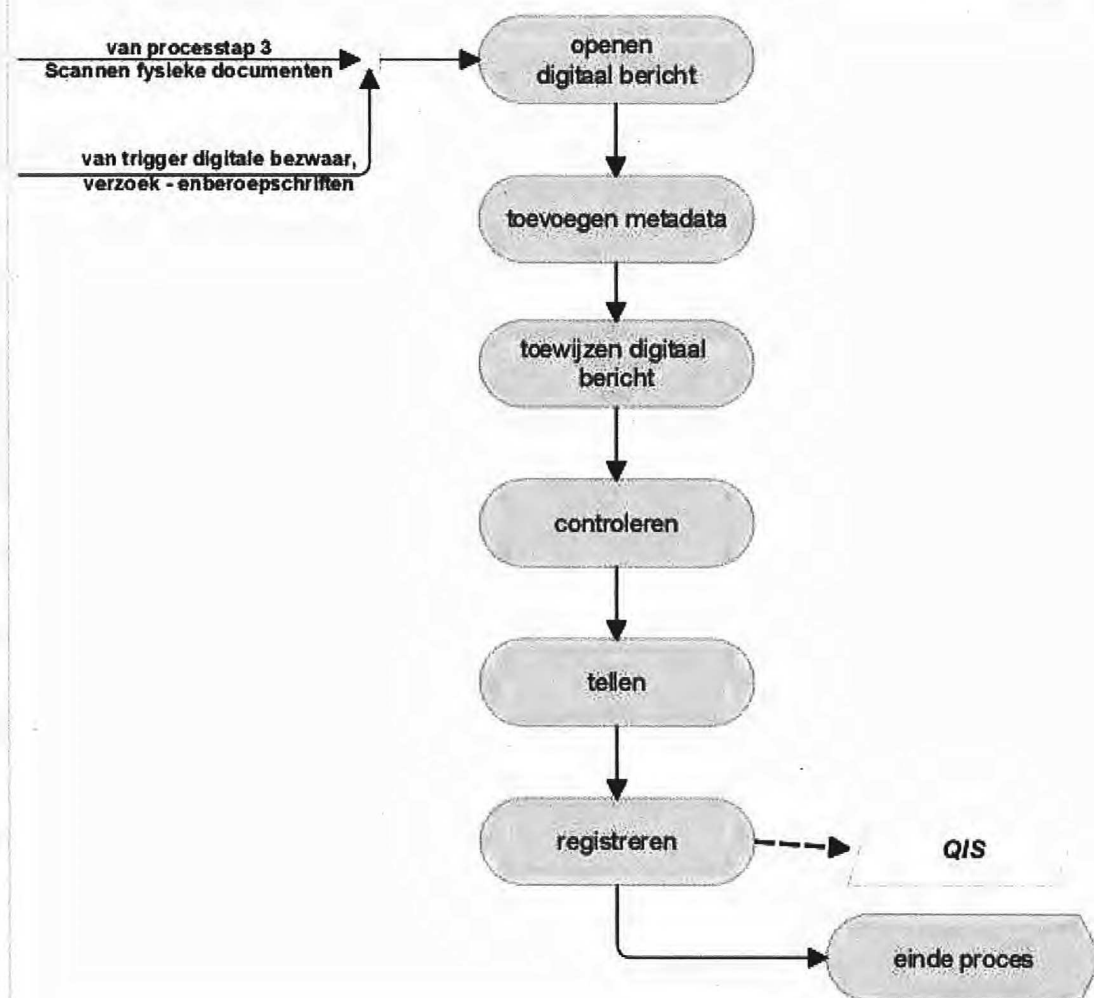 van processtap 3
Scannen fysieke documenten
openen
digitaal bericht
van trigger digitale bezwaar,
verzoek - enberoepschriften
toevoegen metadata
toewijzen digitaal
bericht
controleren
tellen
registreren
QIS
einde proces